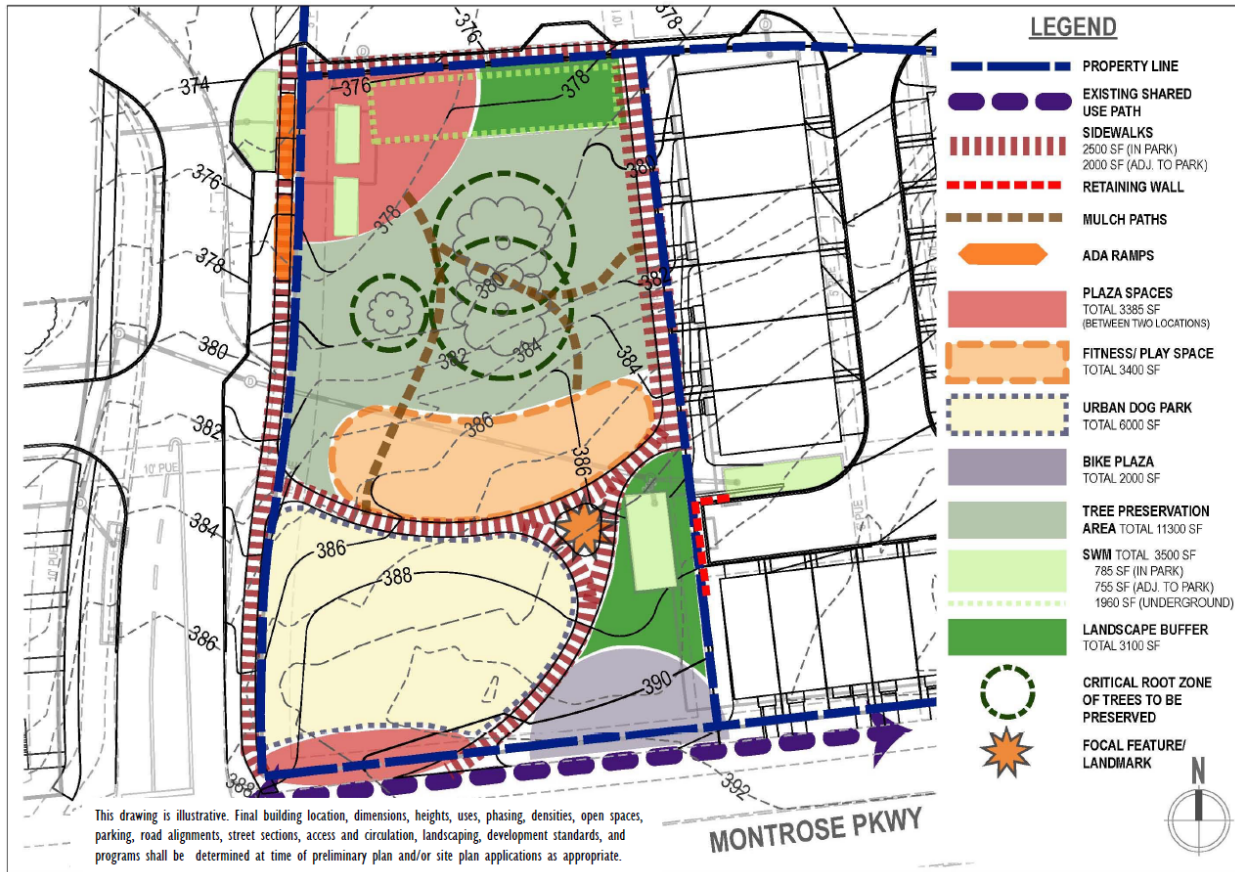 376
376
378
378
374
376
378
376
378
380
378
382
380
380
382
384
384
386
382
386
10' PUE
384
386
388
386
390
388
392
PUE
MONTROSE PKWY
This drawing is illustrative. Final building location, dimensions, heights, uses, phasing, densities, open spaces,
parking, road alignments, street sections, access and circulation, landscaping, development standards, and
programs shall be determined at time of preliminary plan and/or site plan applications as appropriate.
LEGEND
PROPERTY LINE
EXISTING SHARED
USE PATH
SIDEWALKS
2500 SF (IN PARK)
2000 SF (ADJ. TO PARK)
RETAINING WALL
MULCH PATHS
ADA RAMPS
PLAZA SPACES
TOTAL 3385 SF
(BETWEEN TWO LOCATIONS)
FITNESS/ PLAY SPACE
TOTAL 3400 SF
URBAN DOG PARK
TOTAL 6000 SF
BIKE PLAZA
TOTAL 2000 SF
TREE PRESERVATION
AREA TOTAL 11300 SF
SWM TOTAL 3500 SF
785 SF (IN PARK)
755 SF (ADJ. TO PARK)
1960 SF (UNDERGROUND)
LANDSCAPE BUFFER
TOTAL 3100 SF
CRITICAL ROOT ZONE
OF TREES TO BE
PRESERVED
FOCAL FEATURE/
LANDMARK
N